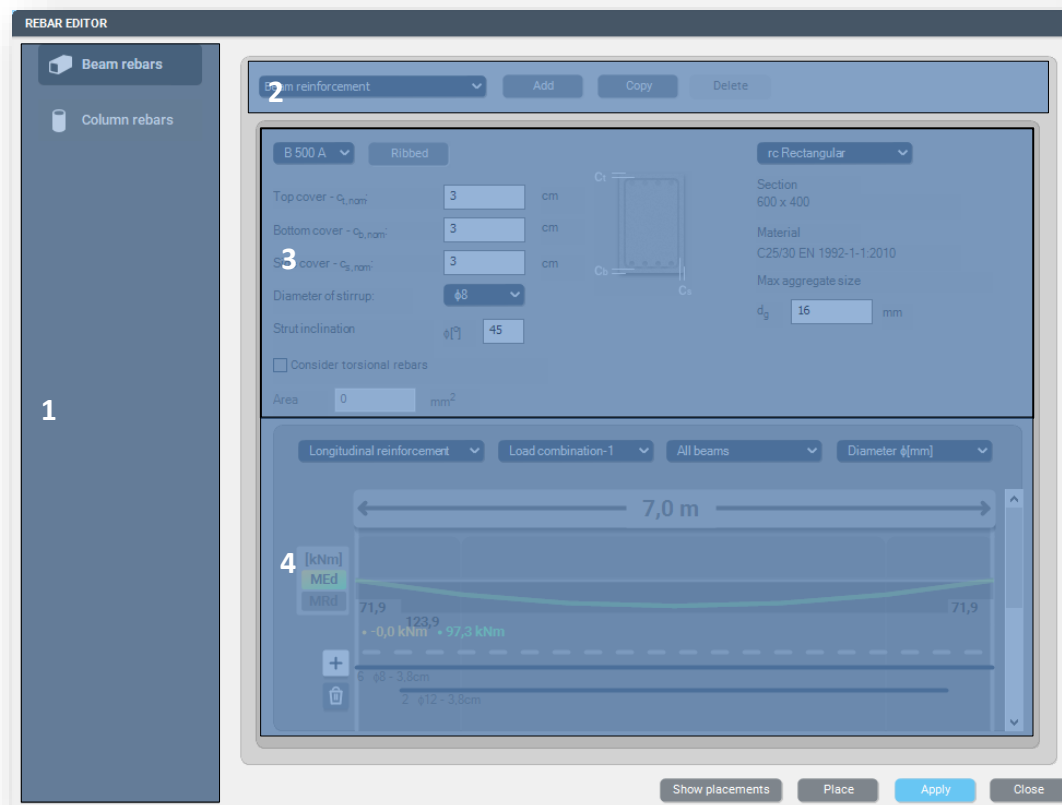 REBAR EDITOR
Beam rebars
Column rebars
1
Beam reinforcement Add Copy Delete
2
B 500 A Ribbed rc Rectangular
Top cover - ct,nom: 3 cm
Bottom cover - cb,nom: 3 cm
Side cover - cs,nom: 3 cm
3
Diameter of stirrup: ϕ8
Strut inclination ϕ[°] 45
Consider torsional rebars
Area 0 mm²
Ct
Cb
Cs
Section
600 x 400
Material
C25/30 EN 1992-1-1:2010
Max aggregate size
dg 16 mm
Longitudinal reinforcement Load combination-1 All beams Diameter ϕ[mm]
7,0 m
4
[kNm]
MEd
MRd
71,9 71,9
123,9
• -0,0 kNm • 97,3 kNm
+
6 ϕ8 - 3.8cm
2 ϕ12 - 3.8cm
Show placements Place Apply Close